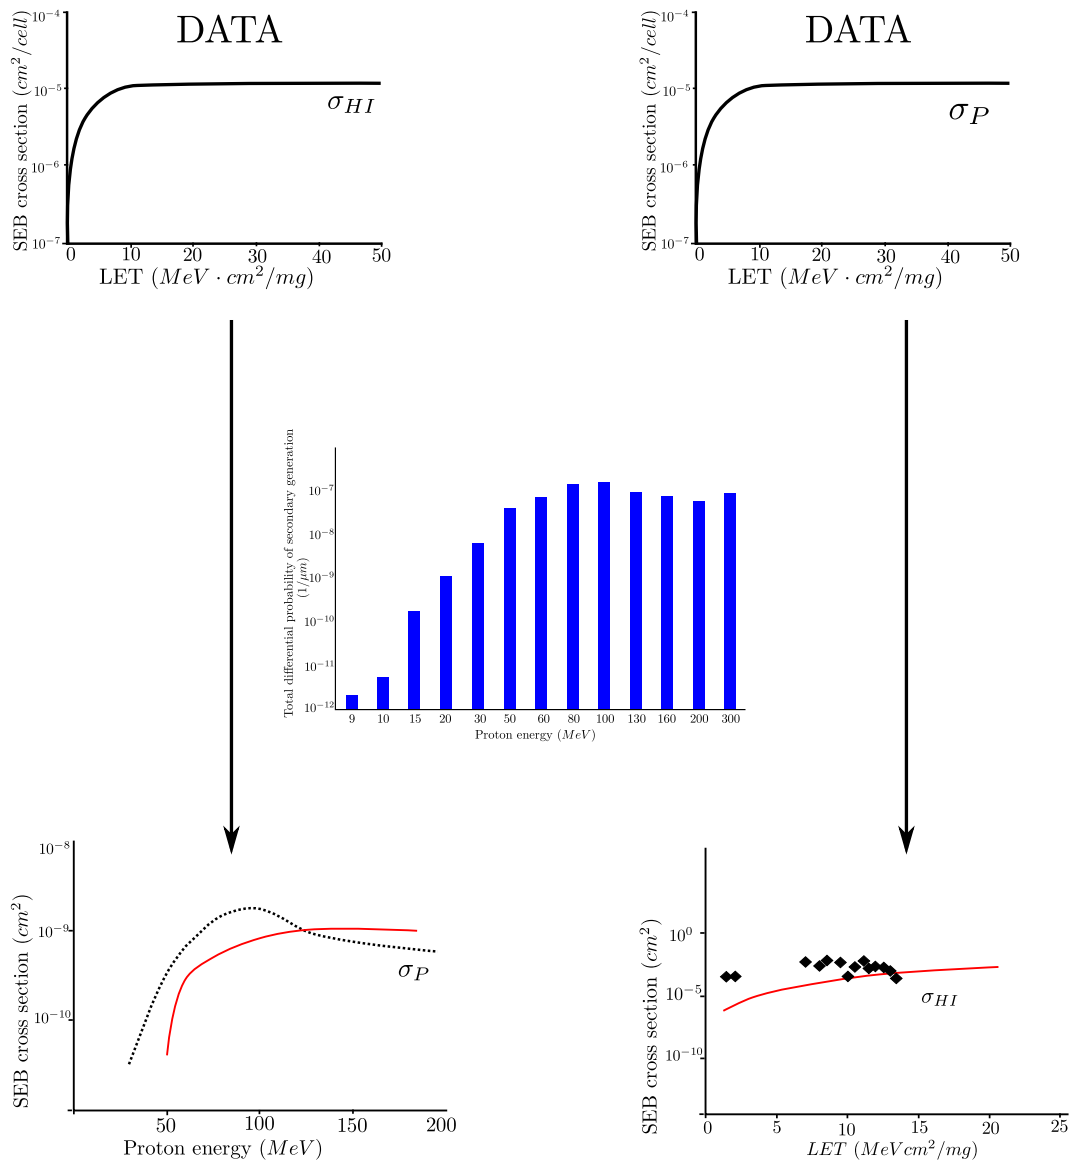 DATA
SEB cross section (cm²/cell)
10⁻⁴
10⁻⁵
10⁻⁶
10⁻⁷
σ_HI
0 10 20 30 40 50
LET (MeV · cm²/mg)
DATA
SEB cross section (cm²/cell)
10⁻⁴
10⁻⁵
10⁻⁶
10⁻⁷
σ_P
0 10 20 30 40 50
LET (MeV · cm²/mg)
Total differential probability of secondary generation
(1/μm)
10⁻⁷
10⁻⁸
10⁻⁹
10⁻¹⁰
10⁻¹¹
10⁻¹²
9 10 15 20 30 50 60 80 100 130 160 200 300
Proton energy (MeV)
SEB cross section (cm²)
10⁻⁸
10⁻⁹
10⁻¹⁰
σ_P
50 100 150 200
Proton energy (MeV)
SEB cross section (cm²)
10⁰
10⁻⁵
10⁻¹⁰
σ_HI
0 5 10 15 20 25
LET (MeVcm²/mg)